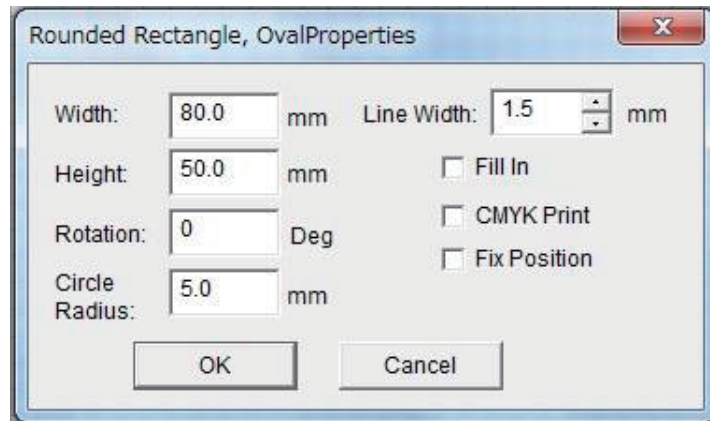 Rounded Rectangle, OvalProperties
Width: 80.0 mm Line Width: 1.5 mm
Height: 50.0 mm Fill In
Rotation: 0 Deg CMYK Print
Fix Position
Circle
Radius: 5.0 mm
OK Cancel